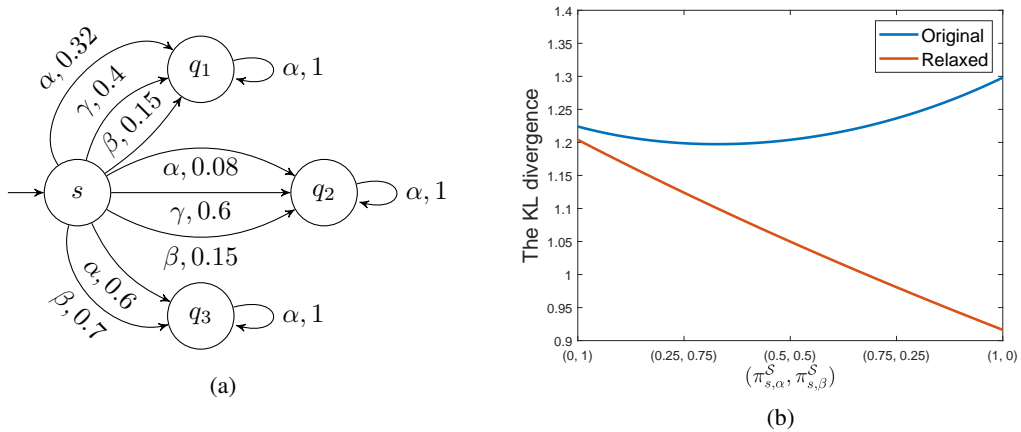 α, 0.32
γ, 0.4
β, 0.15
q₁
α, 1
s
α, 0.08
γ, 0.6
β, 0.15
q₂
α, 1
α, 0.6
β, 0.7
q₃
α, 1
(a)
The KL divergence
1.4
1.35
1.3
1.25
1.2
1.15
1.1
1.05
1
0.95
0.9
Original
Relaxed
(0, 1)
(0.25, 0.75)
(0.5, 0.5)
(0.75, 0.25)
(1, 0)
(π^𝒮_{s,α}, π^𝒮_{s,β})
(b)